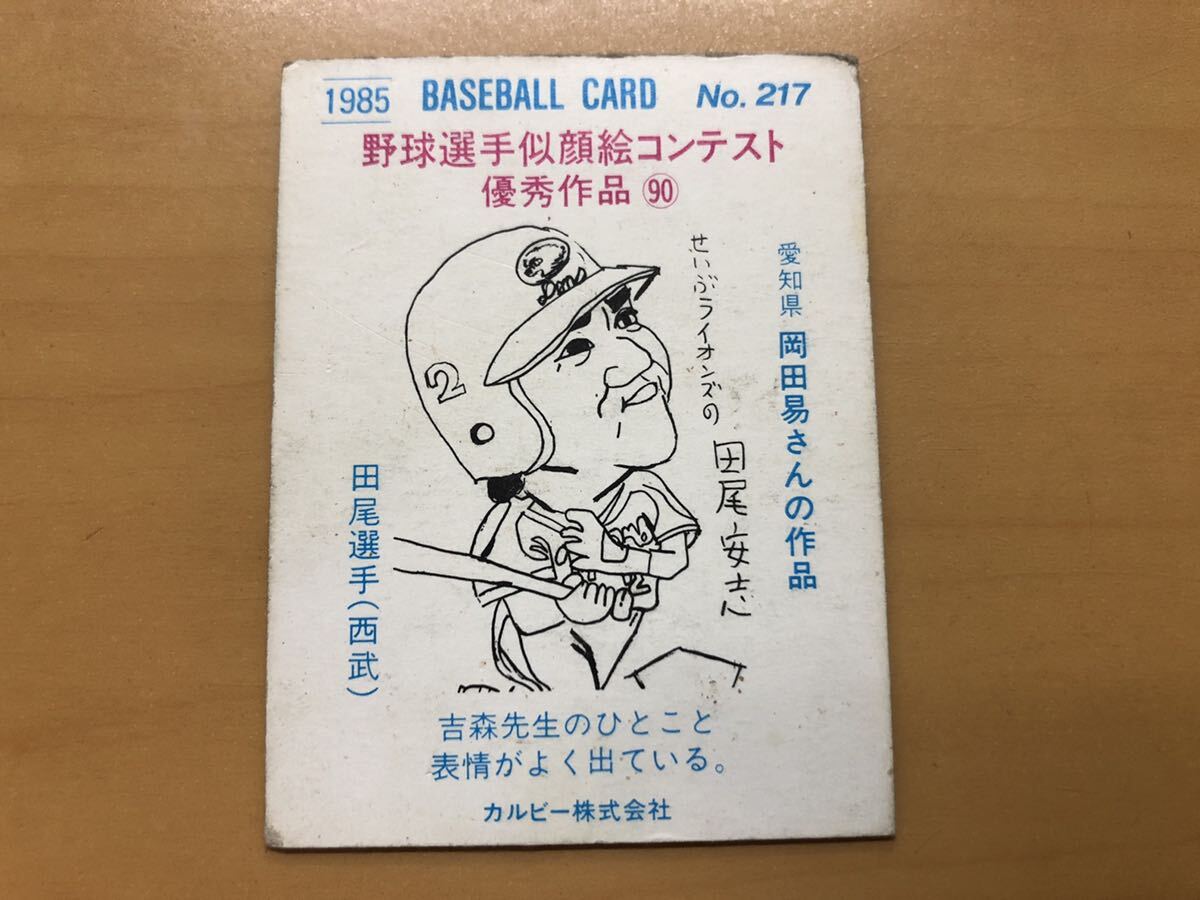 1985 BASEBALL CARD No. 217
野球選手似顔絵コンテスト
優秀作品 ⑨⓪
愛知県 岡田易さんの作品
せいぶライオンズの
田尾安志
2
田尾選手(西武)
吉森先生のひとこと
表情がよく出ている。
カルビー株式会社